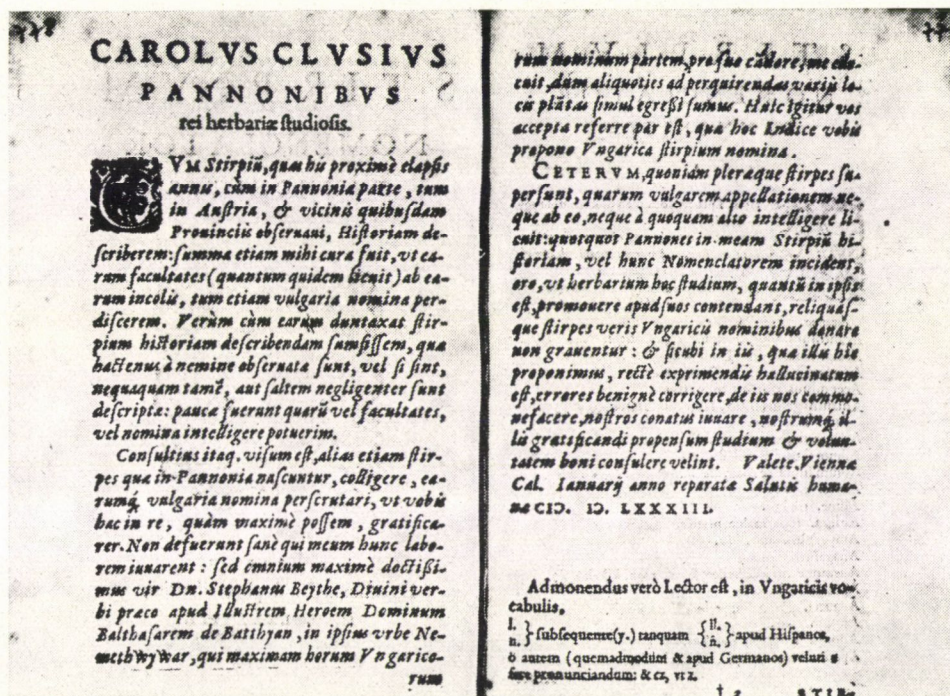 CAROLVS CLVSIVS
PANNONIBVS
rei herbariæ ſtudioſis.
CVM Stirpiũ, quas his proximè elapſis
annis, cùm in Pannonia parte, tum
in Auſtria, & vicinis quibuſdam
Prouinciis obſeruaui, Hiſtoriam de-
ſcriberem: ſumma etiam mihi cura fuit, vt ea-
rum facultates (quantum quidem licuit) ab ea-
rum incolis, tum etiam vulgaria nomina per-
diſcerem. Verùm cùm earum duntaxat ſtir-
pium hiſtoriam deſcribendam ſumpſiſſem, quæ
hactenus à nemine obſeruatæ ſunt, vel ſi ſint,
nequaquam tamẽ, aut ſaltem negligenter ſunt
deſcriptæ: paucæ fuerunt quarũ vel facultates,
vel nomina intelligere potuerim.
Conſultius itaq. viſum eſt, alias etiam ſtir-
pes quæ in Pannonia naſcuntur, colligere, ea-
rumq́, vulgaria nomina perſcrutari, vt vobis
hac in re, quàm maximè poſſem, gratifica-
rer. Non defuerunt ſanè qui meum hunc labo-
rem iuuarent: ſed omnium maximè doctißi-
mus vir Dn. Stephanus Beythe, Diuini ver-
bi præco apud Illuſtrem Heroem Dominum
Balthaſarem de Batthyan, in ipſius vrbe Ne-
methwywar, qui maximam horum Vngarico-
rum
rum nominum partem, pro ſuo cādore, me
docuit, dum aliquoties ad perquirendas variis lo-
cis plãtas ſimul egreßi ſumus. Huic igitur vos
accepta referre par eſt, quæ hoc Indice vobis
propono Vngarica ſtirpium nomina.
CETERVM, quoniam pleræque ſtirpes ſu-
perſunt, quarum vulgarem appellationem ne-
que ab eo, neque à quoquam alio intelligere li-
cuit: quotquot Pannones in meam Stirpiũ hi-
ſtoriam, vel hunc Nomenclatorem incident,
oro, vt herbarium hoc ſtudium, quantũ in ipſis
eſt, promouere apud ſuos contendant, reliquaſ-
que ſtirpes veris Vngaricis nominibus donare
non grauentur: & ſicubi in iis, quæ illis hîc
proponimus, rectè exprimendis hallucinatum
eſt, errores benignè corrigere, de iis nos commo-
nefacere, noſtros conatus iuuare, noſtrumq́, il-
lis gratificandi propenſum ſtudium & volun-
tatem boni conſulere velint. Valete. Viennæ
Cal. Ianuarij anno reparatæ Salutis huma-
næ CIↃ. IↃ. LXXXIII.
Admonendus verò Lector eſt, in Vngaricis vo-
cabulis,
l. } ſubſequente (y.) tanquam { ll. } apud Hiſpanos,
n. ñ.
ö autem (quemadmodùm & apud Germanos) veluti
fere pronunciandum: & cz, vt z.
† 2 STIR-